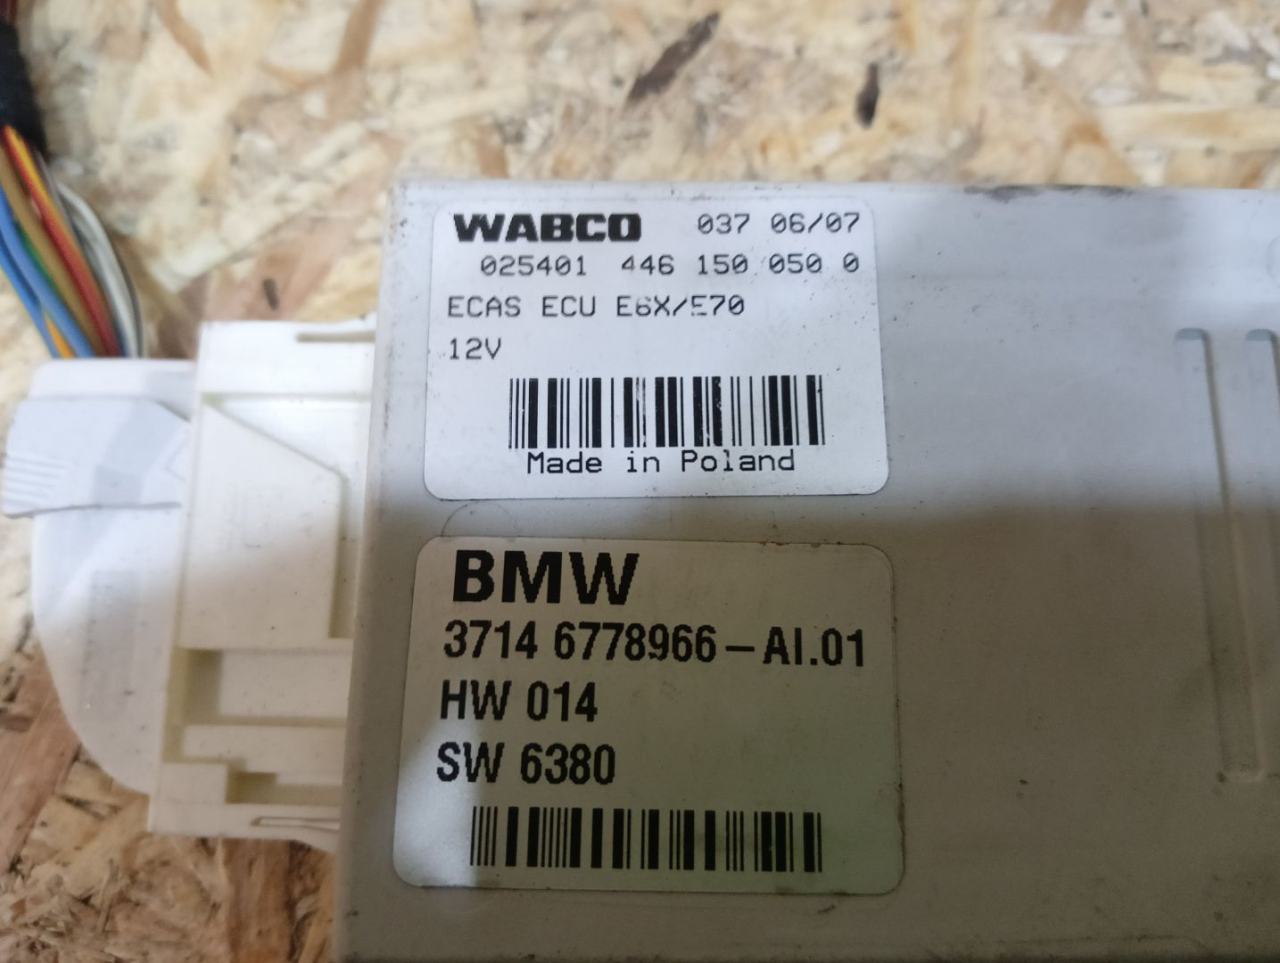 WABCO 037 06/07
025401 446 150 050 0
ECAS ECU E6X/E70
12V
Made in Poland
BMW
3714 6778966-AI.01
HW 014
SW 6380